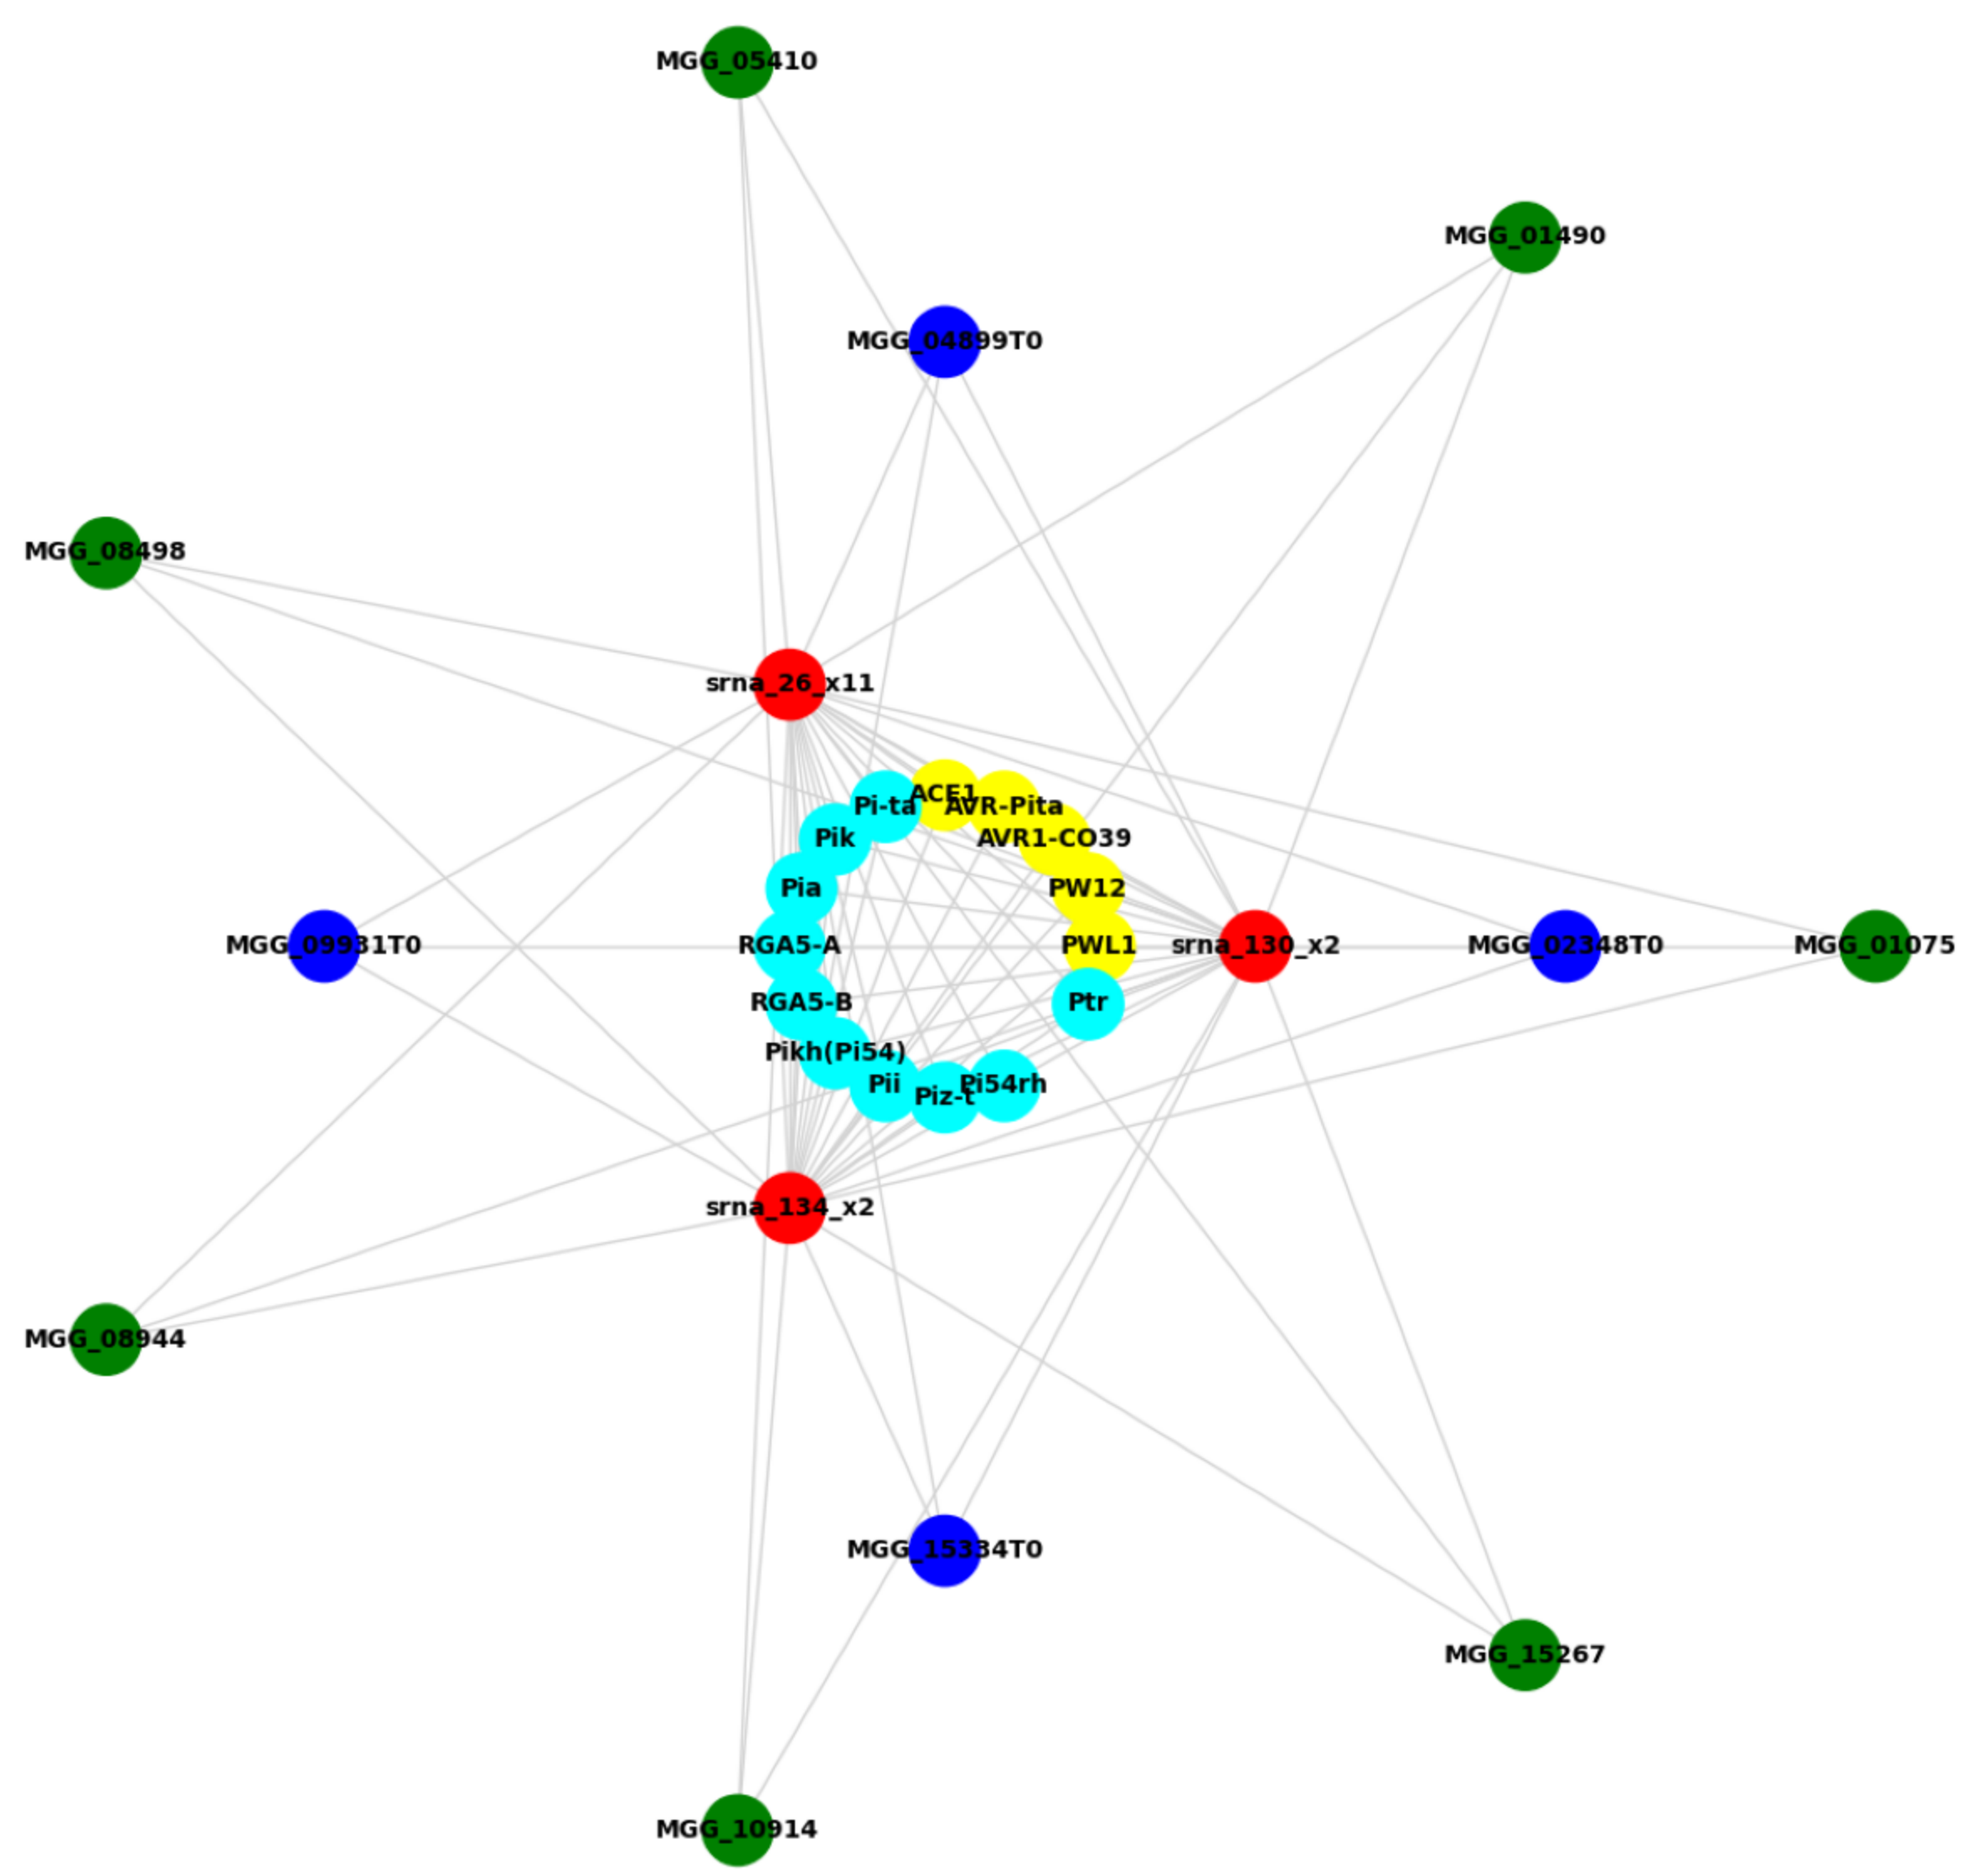 MGG_05410
MGG_01490
MGG_04899T0
MGG_08498
srna_26_x11
ACE1
Pi-ta
AVR-Pita
Pik
AVR1-CO39
Pia
PW12
MGG_09931T0
RGA5-A
PWL1
srna_130_x2
MGG_02348T0
MGG_01075
RGA5-B
Ptr
Pikh(Pi54)
Pii
Pi54rh
Piz-t
srna_134_x2
MGG_08944
MGG_15334T0
MGG_15267
MGG_10914